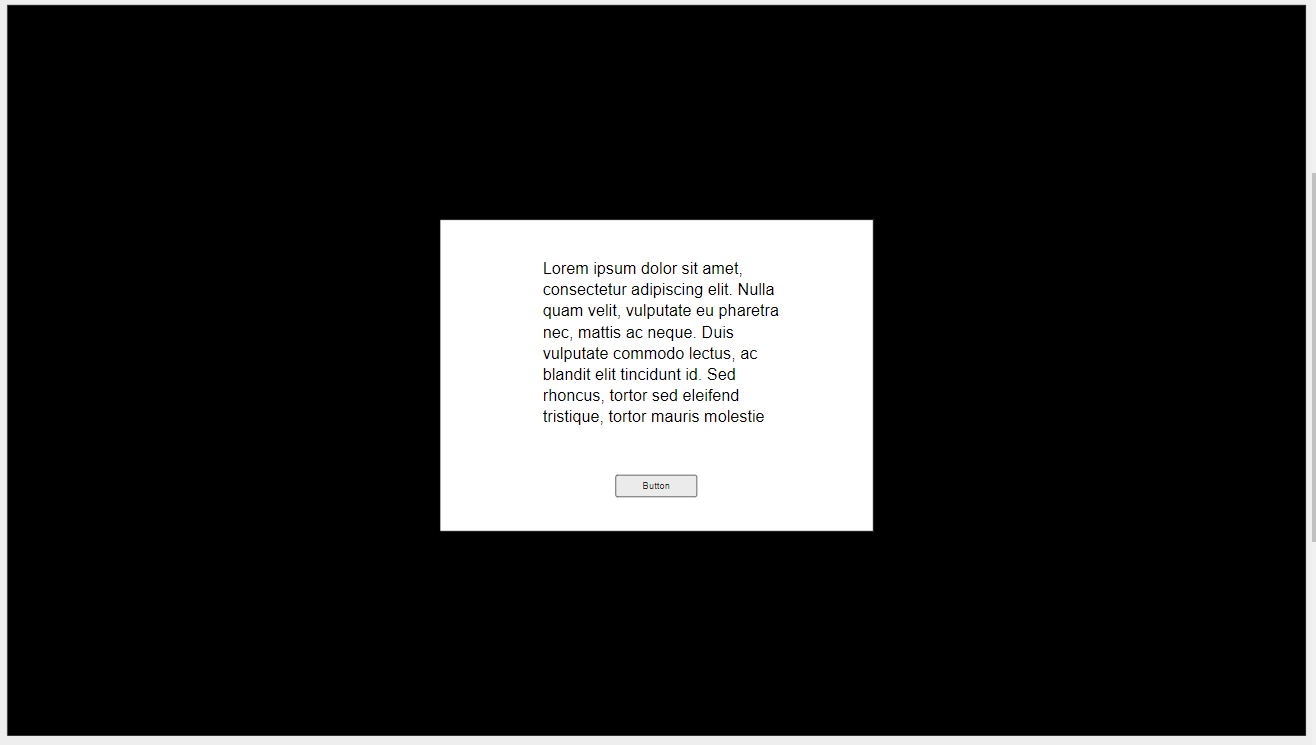 Lorem ipsum dolor sit amet,
consectetur adipiscing elit. Nulla
quam velit, vulputate eu pharetra
nec, mattis ac neque. Duis
vulputate commodo lectus, ac
blandit elit tincidunt id. Sed
rhoncus, tortor sed eleifend
tristique, tortor mauris molestie
Button